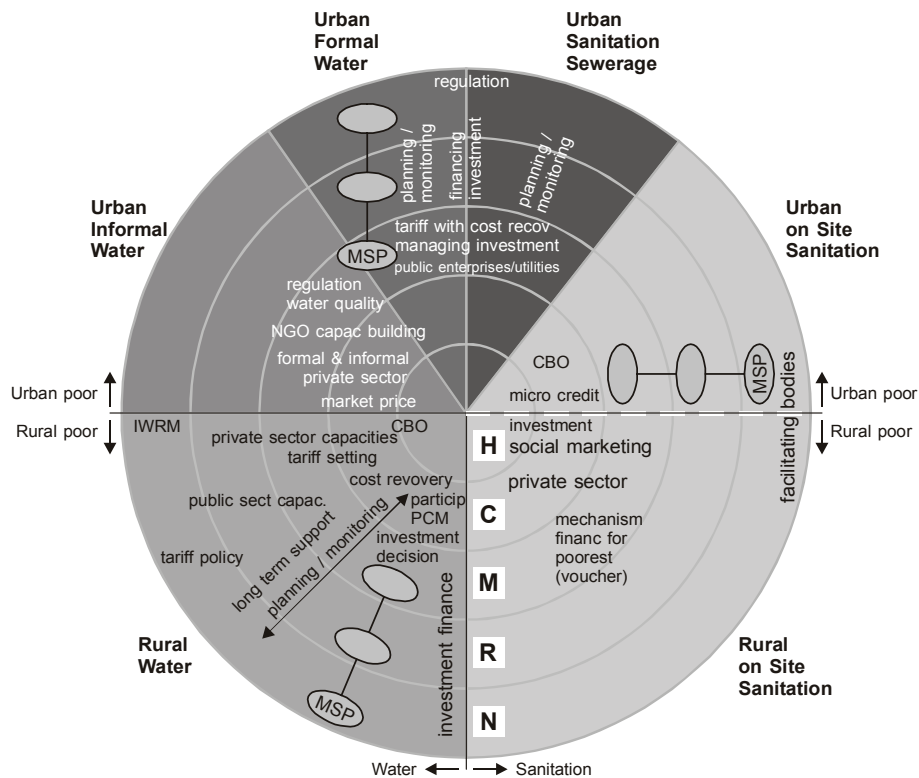 Urban
Formal
Water
Urban
Sanitation
Sewerage
regulation
planning /
monitoring
financing
investment
planning /
monitoring
Urban
Informal
Water
Urban
on Site
Sanitation
tariff with cost recov
managing investment
public enterprises/utilities
MSP
regulation
water quality
NGO capac building
formal & informal
private sector
market price
CBO
micro credit
MSP
facilitating bodies
Urban poor
Rural poor
Urban poor
Rural poor
IWRM
CBO
private sector capacities
tariff setting
cost revovery
particip
PCM
investment
decision
public sect capac.
tariff policy
long term support
planning / monitoring
MSP
investment finance
H
C
M
R
N
investment
social marketing
private sector
mechanism
financ for
poorest
(voucher)
Rural
Water
Rural
on Site
Sanitation
Water
Sanitation